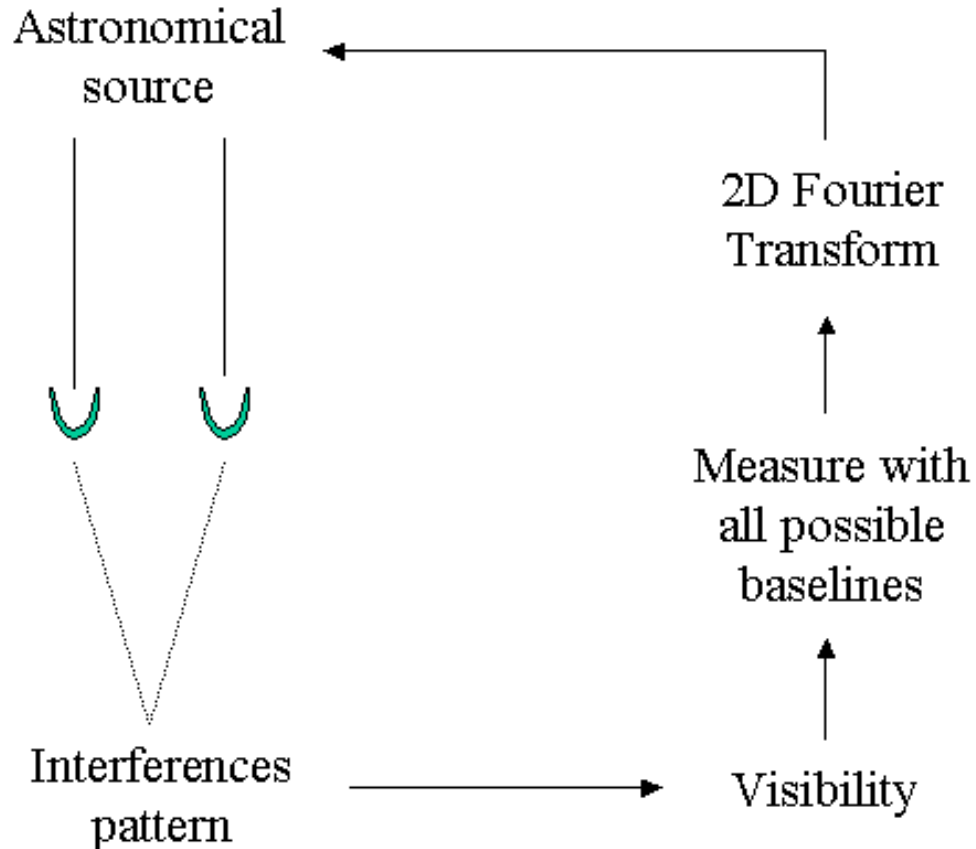 Astronomical
source
2D Fourier
Transform
Measure with
all possible
baselines
Interferences
pattern
Visibility